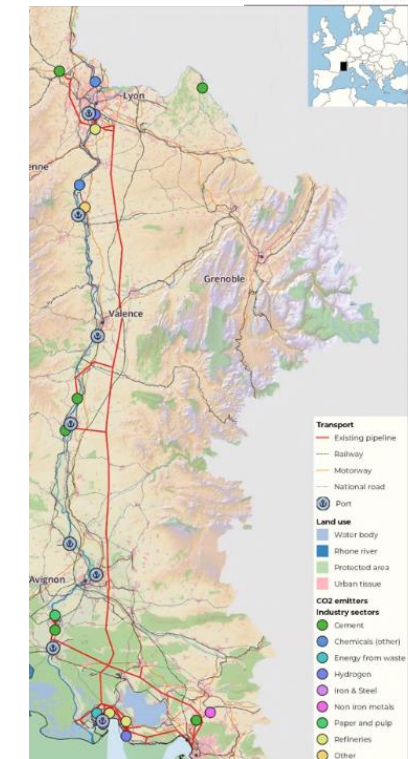 Lyon
enne
Grenoble
Valence
Avignon
Transport
Existing pipeline
Railway
Motorway
National road
Port
Land use
Water body
Rhone river
Protected area
Urban tissue
CO2 emitters
Industry sectors
Cement
Chemicals (other)
Energy from waste
Hydrogen
Iron & Steel
Non iron metals
Paper and pulp
Refineries
Other